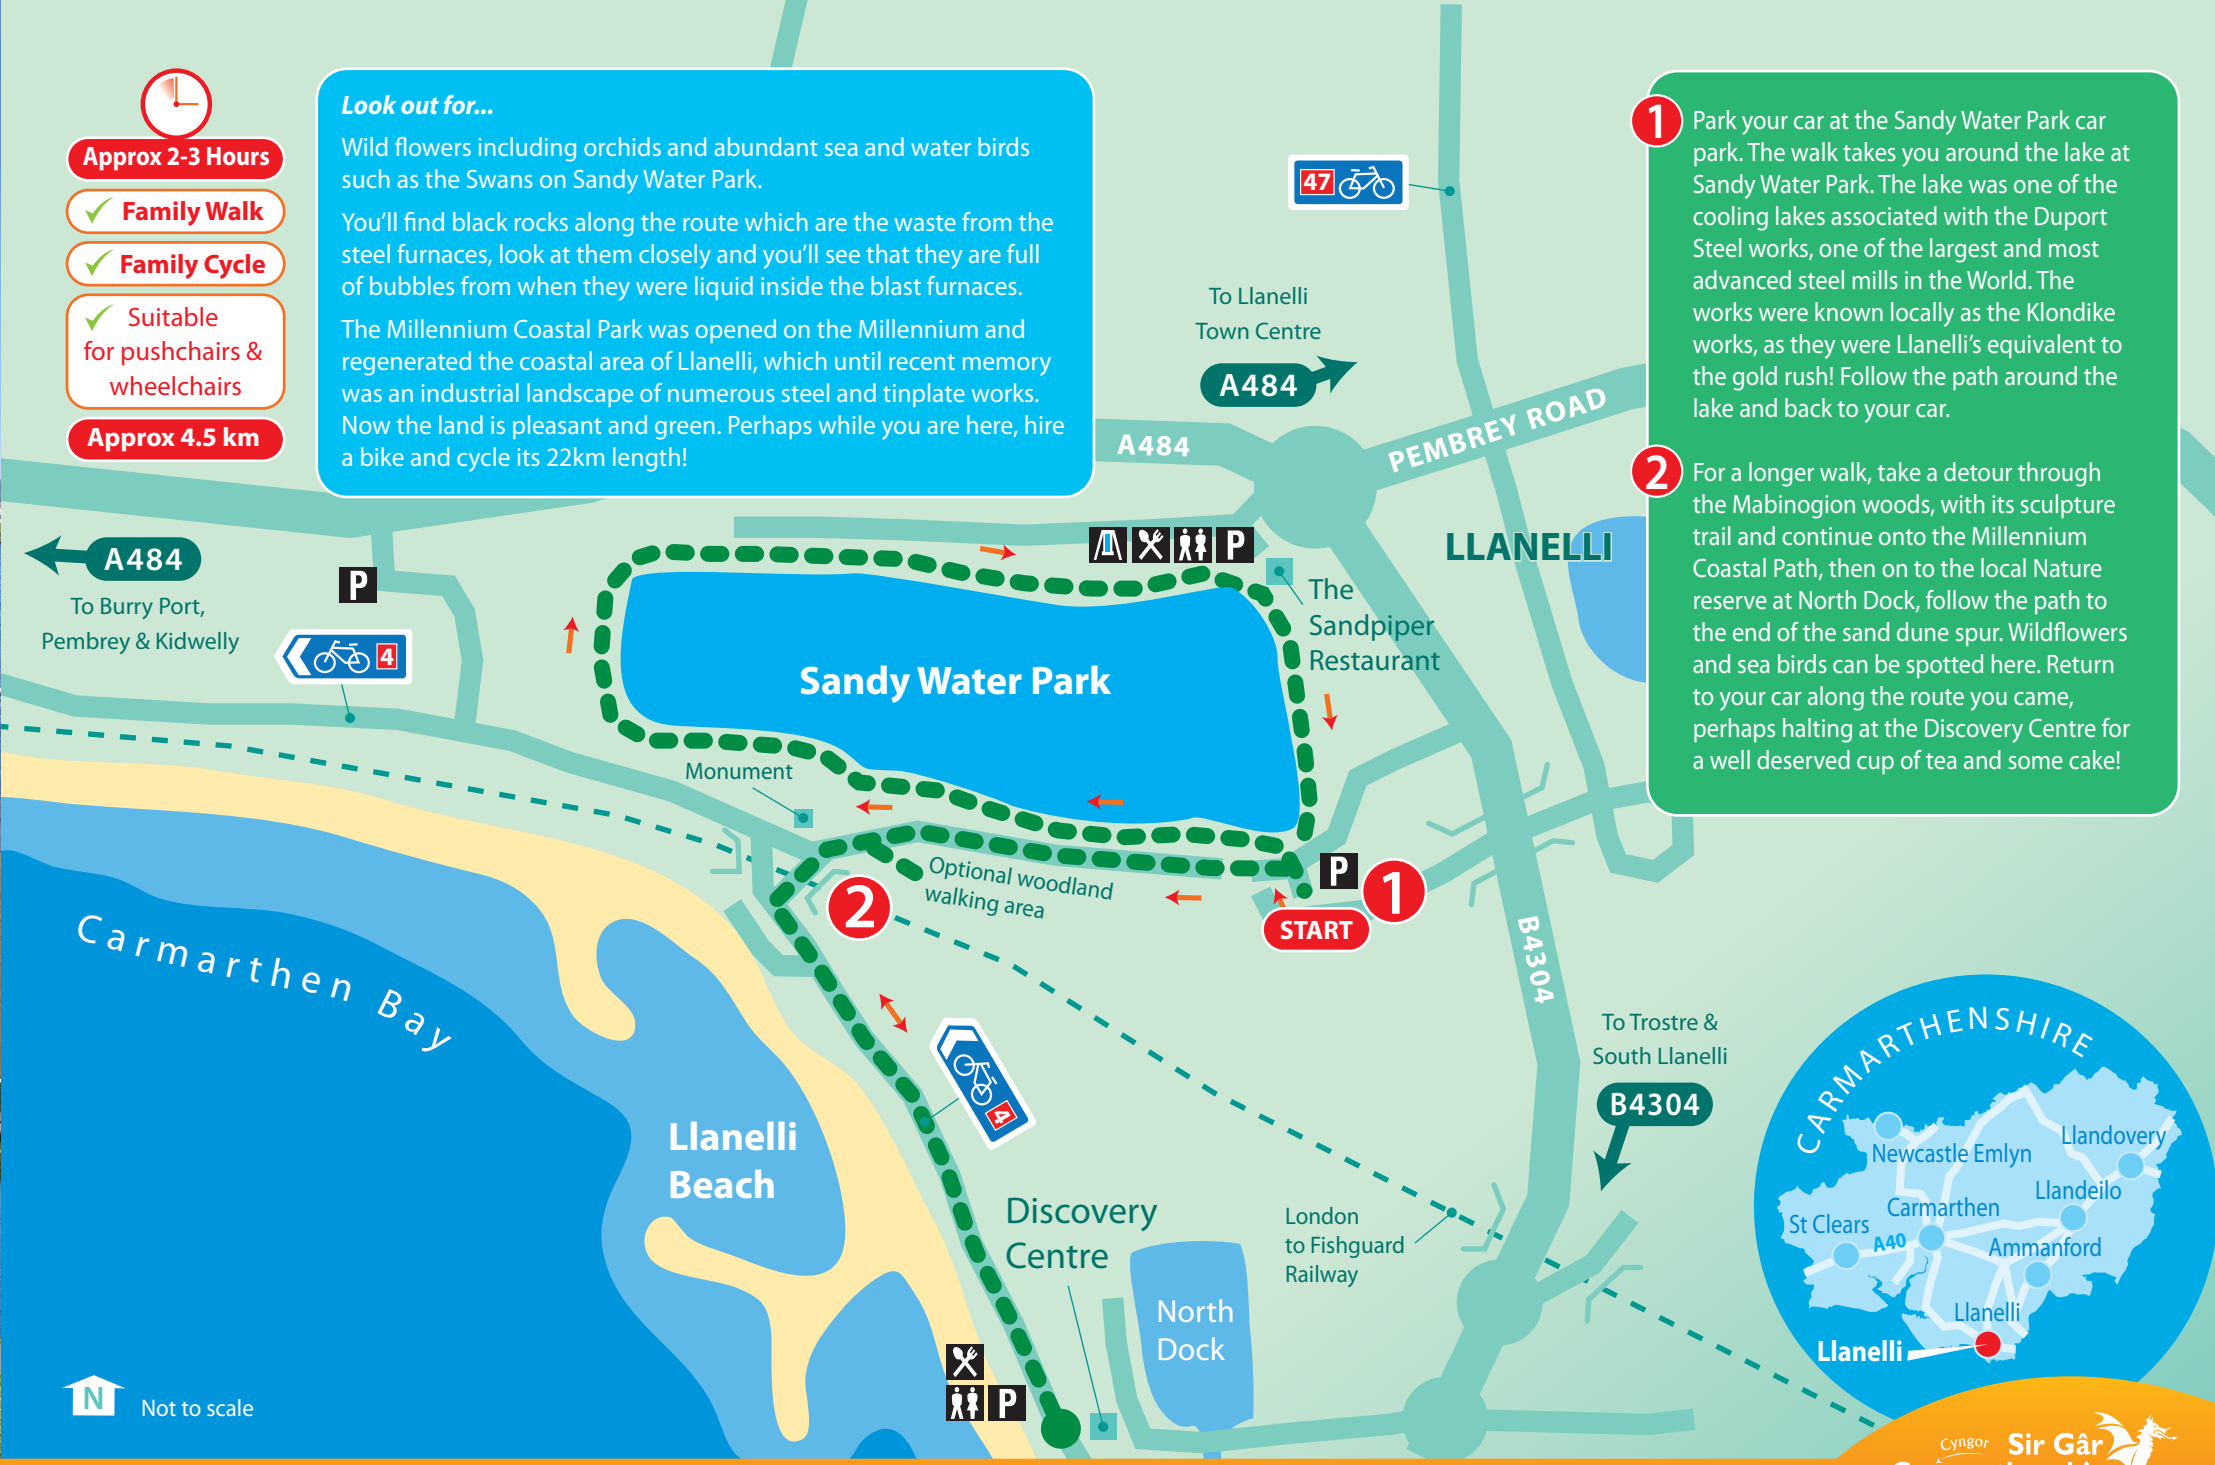 Approx 2-3 Hours
Family Walk
Family Cycle
Suitable
for pushchairs &
wheelchairs
Approx 4.5 km
Look out for...
Wild flowers including orchids and abundant sea and water birds
such as the Swans on Sandy Water Park.
You'll find black rocks along the route which are the waste from the
steel furnaces, look at them closely and you'll see that they are full
of bubbles from when they were liquid inside the blast furnaces.
The Millennium Coastal Park was opened on the Millennium and
regenerated the coastal area of Llanelli, which until recent memory
was an industrial landscape of numerous steel and tinplate works.
Now the land is pleasant and green. Perhaps while you are here, hire
a bike and cycle its 22km length!
47
To Llanelli
Town Centre
A484
A484
PEMBREY ROAD
1
Park your car at the Sandy Water Park car
park. The walk takes you around the lake at
Sandy Water Park. The lake was one of the
cooling lakes associated with the Duport
Steel works, one of the largest and most
advanced steel mills in the World. The
works were known locally as the Klondike
works, as they were Llanelli's equivalent to
the gold rush! Follow the path around the
lake and back to your car.
2
For a longer walk, take a detour through
the Mabinogion woods, with its sculpture
trail and continue onto the Millennium
Coastal Path, then on to the local Nature
reserve at North Dock, follow the path to
the end of the sand dune spur. Wildflowers
and sea birds can be spotted here. Return
to your car along the route you came,
perhaps halting at the Discovery Centre for
a well deserved cup of tea and some cake!
A484
To Burry Port,
Pembrey & Kidwelly
P
4
P
LLANELLI
The
Sandpiper
Restaurant
Sandy Water Park
Monument
Optional woodland
walking area
2
P
1
START
B4304
Carmarthen Bay
4
Llanelli
Beach
To Trostre &
South Llanelli
B4304
Discovery
Centre
London
to Fishguard
Railway
North
Dock
P
N
Not to scale
CARMARTHENSHIRE
Newcastle Emlyn
Llandovery
Llandeilo
Carmarthen
St Clears
A40
Ammanford
Llanelli
Llanelli
Cyngor
Sir Gâr